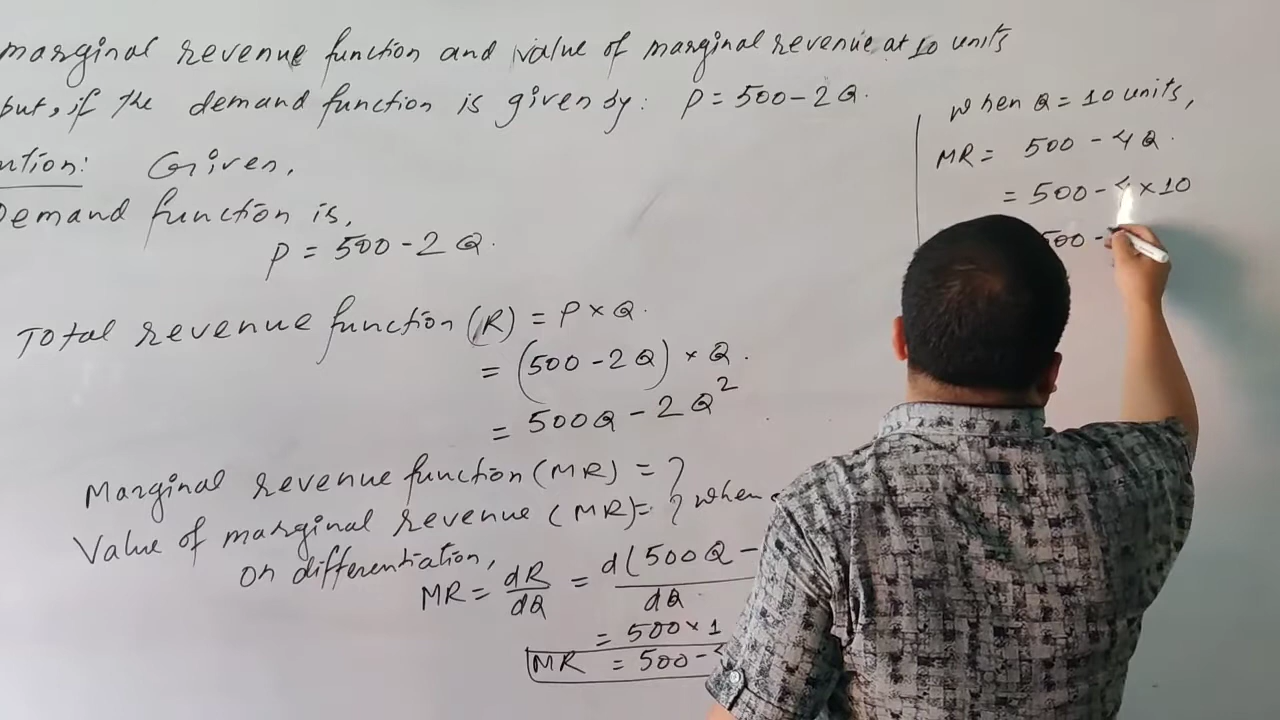 marginal revenue function and value of marginal revenue at 10 units
put, if the demand function is given by: P = 500 - 2Q.
ution: Given,
Demand function is,
P = 500 - 2Q.
Total revenue function (R) = P × Q.
= (500 - 2Q) × Q.
= 500Q - 2Q²
Marginal revenue function (MR) = ?
Value of marginal revenue (MR) = ? when
on differentiation,
MR = dR/dQ = d(500Q - / dQ
= 500 × 1
MR = 500 -
when Q = 10 units,
MR = 500 - 4Q.
= 500 - 4 × 10
500 -